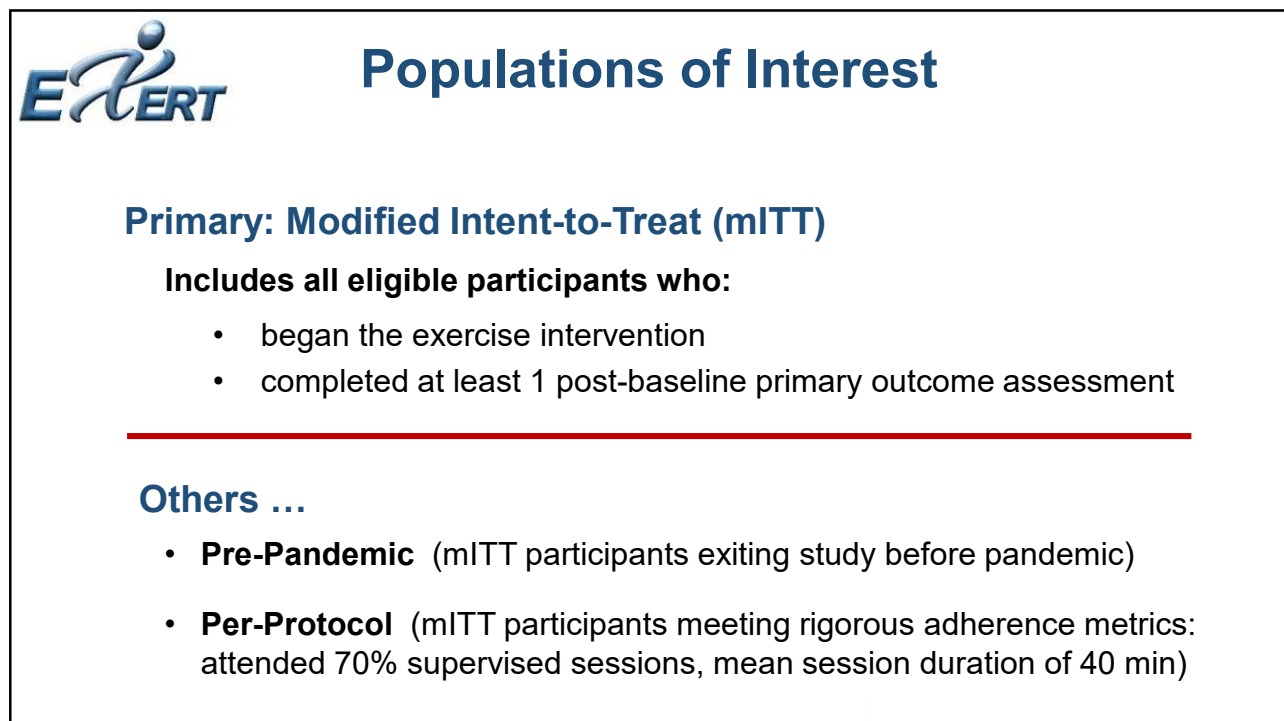 EXERT
Populations of Interest
Primary: Modified Intent-to-Treat (mITT)
Includes all eligible participants who:
• began the exercise intervention
• completed at least 1 post-baseline primary outcome assessment
Others …
• Pre-Pandemic (mITT participants exiting study before pandemic)
• Per-Protocol (mITT participants meeting rigorous adherence metrics:
attended 70% supervised sessions, mean session duration of 40 min)